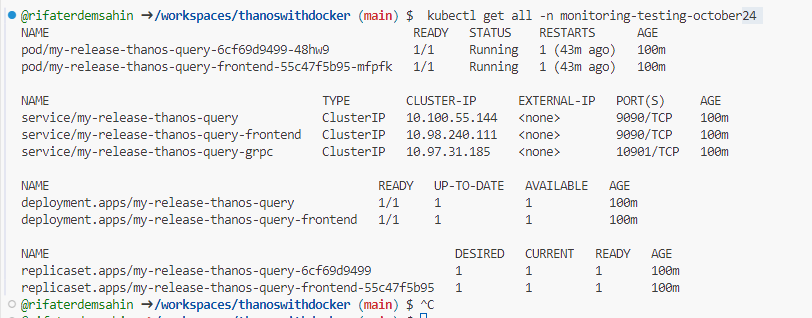 @rifaterdemsahin ➜/workspaces/thanoswithdocker (main) $ kubectl get all -n monitoring-testing-october24
NAME READY STATUS RESTARTS AGE
pod/my-release-thanos-query-6cf69d9499-48hw9 1/1 Running 1 (43m ago) 100m
pod/my-release-thanos-query-frontend-55c47f5b95-mfpfk 1/1 Running 1 (43m ago) 100m
NAME TYPE CLUSTER-IP EXTERNAL-IP PORT(S) AGE
service/my-release-thanos-query ClusterIP 10.100.55.144 <none> 9090/TCP 100m
service/my-release-thanos-query-frontend ClusterIP 10.98.240.111 <none> 9090/TCP 100m
service/my-release-thanos-query-grpc ClusterIP 10.97.31.185 <none> 10901/TCP 100m
NAME READY UP-TO-DATE AVAILABLE AGE
deployment.apps/my-release-thanos-query 1/1 1 1 100m
deployment.apps/my-release-thanos-query-frontend 1/1 1 1 100m
NAME DESIRED CURRENT READY AGE
replicaset.apps/my-release-thanos-query-6cf69d9499 1 1 1 100m
replicaset.apps/my-release-thanos-query-frontend-55c47f5b95 1 1 1 100m
@rifaterdemsahin ➜/workspaces/thanoswithdocker (main) $ ^C